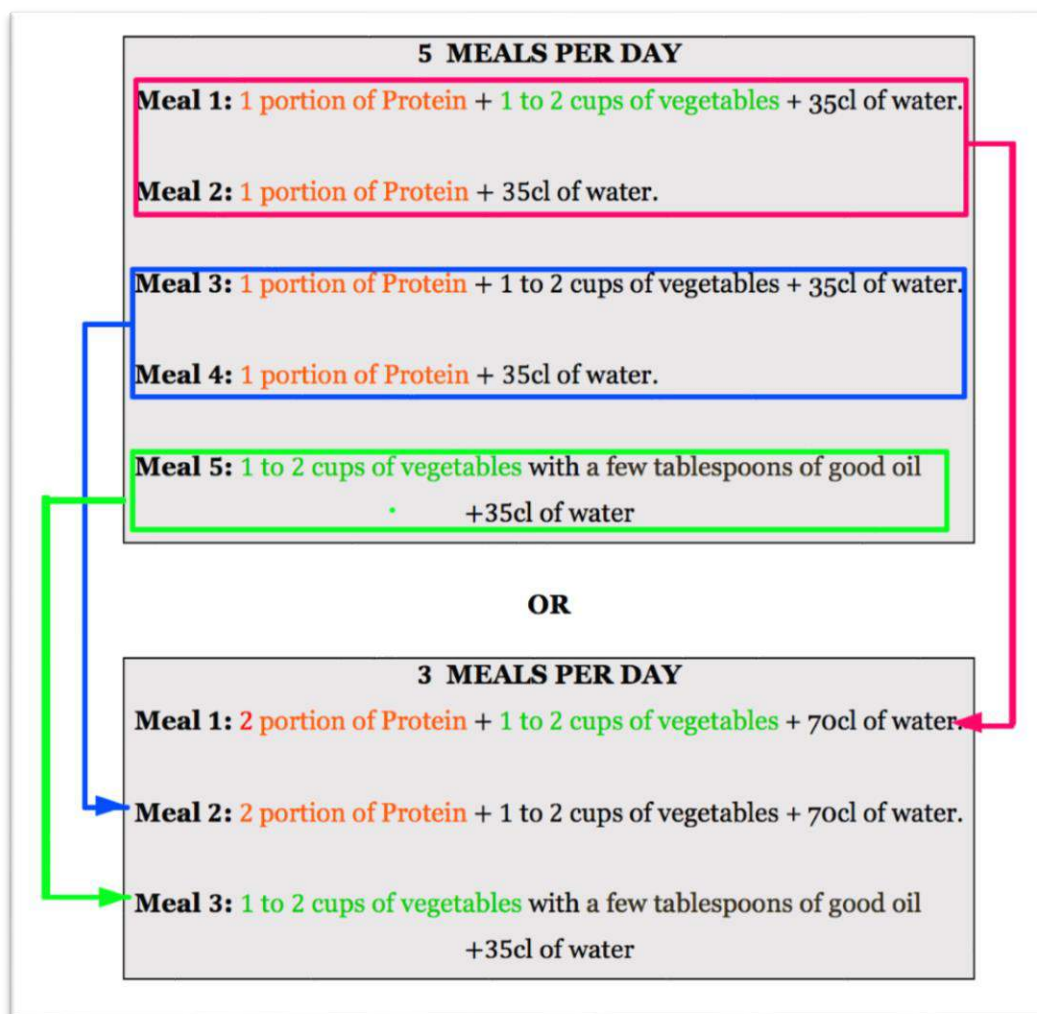 5 MEALS PER DAY
Meal 1: 1 portion of Protein + 1 to 2 cups of vegetables + 35cl of water.
Meal 2: 1 portion of Protein + 35cl of water.
Meal 3: 1 portion of Protein + 1 to 2 cups of vegetables + 35cl of water.
Meal 4: 1 portion of Protein + 35cl of water.
Meal 5: 1 to 2 cups of vegetables with a few tablespoons of good oil
+35cl of water
OR
3 MEALS PER DAY
Meal 1: 2 portion of Protein + 1 to 2 cups of vegetables + 70cl of water.
Meal 2: 2 portion of Protein + 1 to 2 cups of vegetables + 70cl of water.
Meal 3: 1 to 2 cups of vegetables with a few tablespoons of good oil
+35cl of water